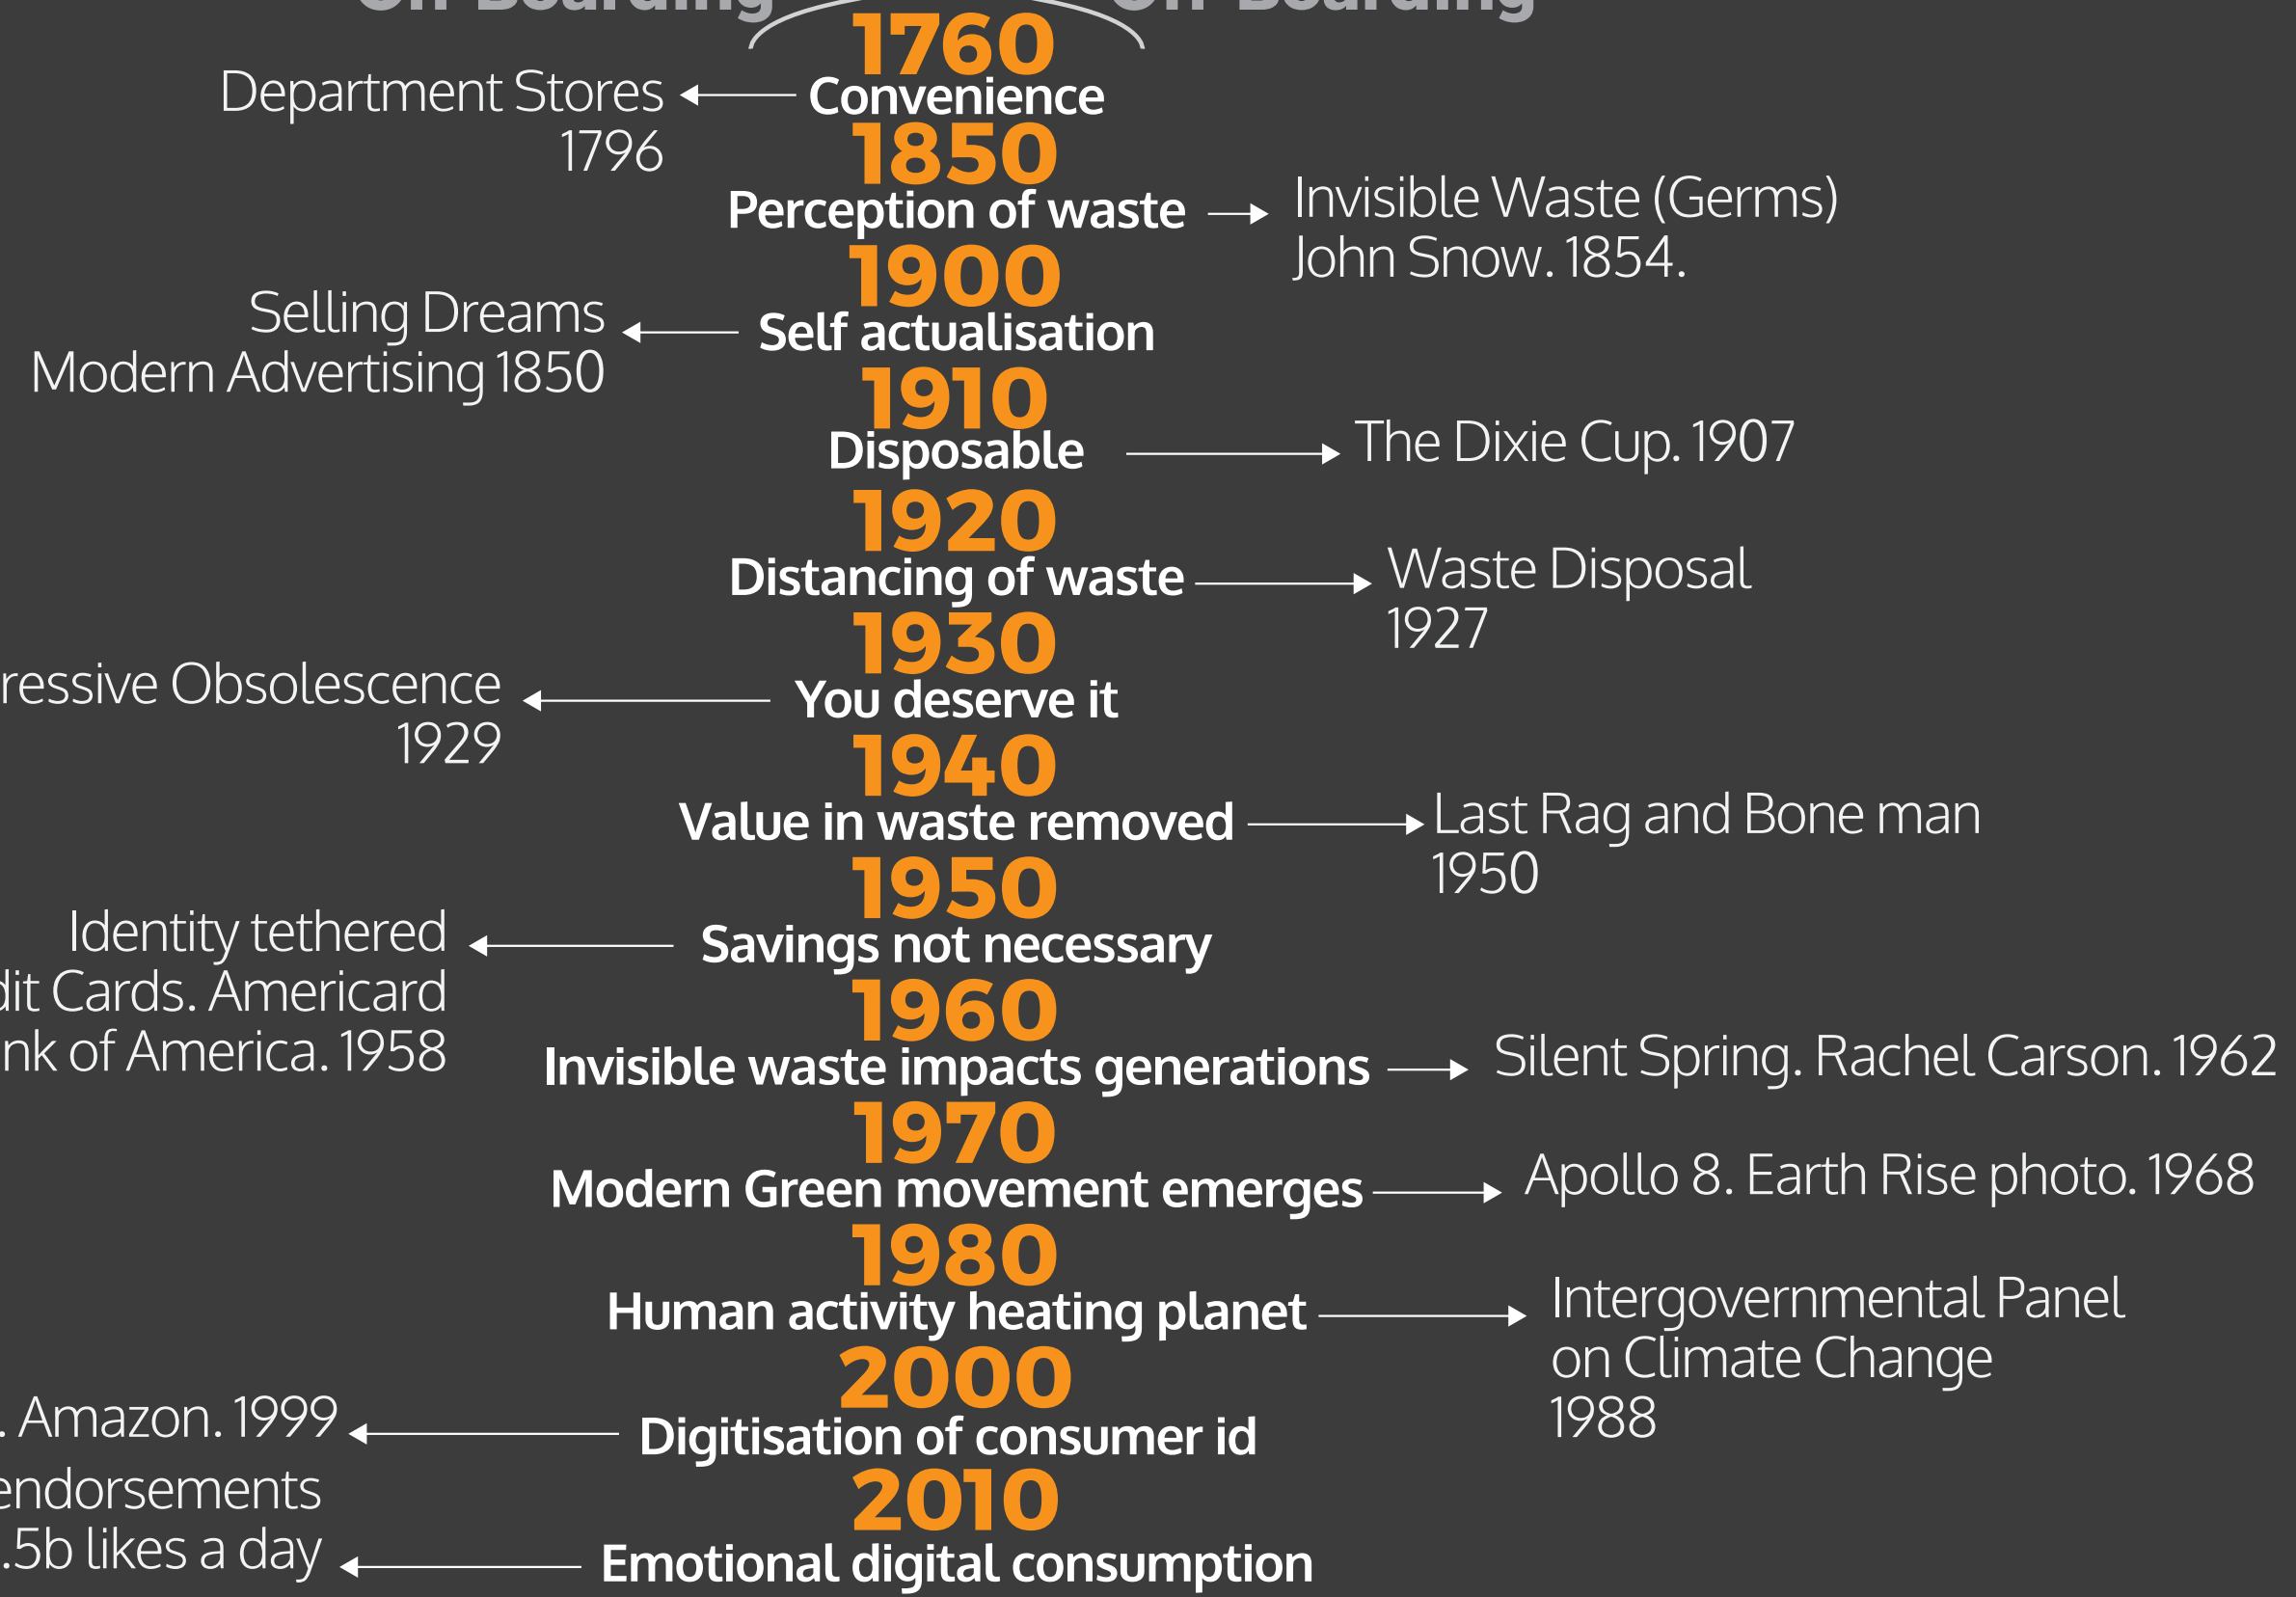 1760
Department Stores
1796
Convenience
1850
Perception of waste
Invisible Waste (Germs)
John Snow. 1854.
1900
Selling Dreams
Modern Advertising 1850
Self actualisation
1910
Disposable
The Dixie Cup. 1907
1920
Distancing of waste
Waste Disposal
1927
1930
Obsolescence
1929
You deserve it
1940
Value in waste removed
Last Rag and Bone man
1950
1950
Identity tethered
Cards. Americard
of America. 1958
Savings not necessary
1960
Invisible waste impacts generations
Silent Spring. Rachel Carson. 1962
1970
Modern Green movement emerges
Apollo 8. Earth Rise photo. 1968
1980
Human activity heating planet
Intergovernmental Panel
on Climate Change
1988
2000
. Amazon. 1999
Digitisation of consumer id
2010
endorsements
.5b likes a day
Emotional digital consumption